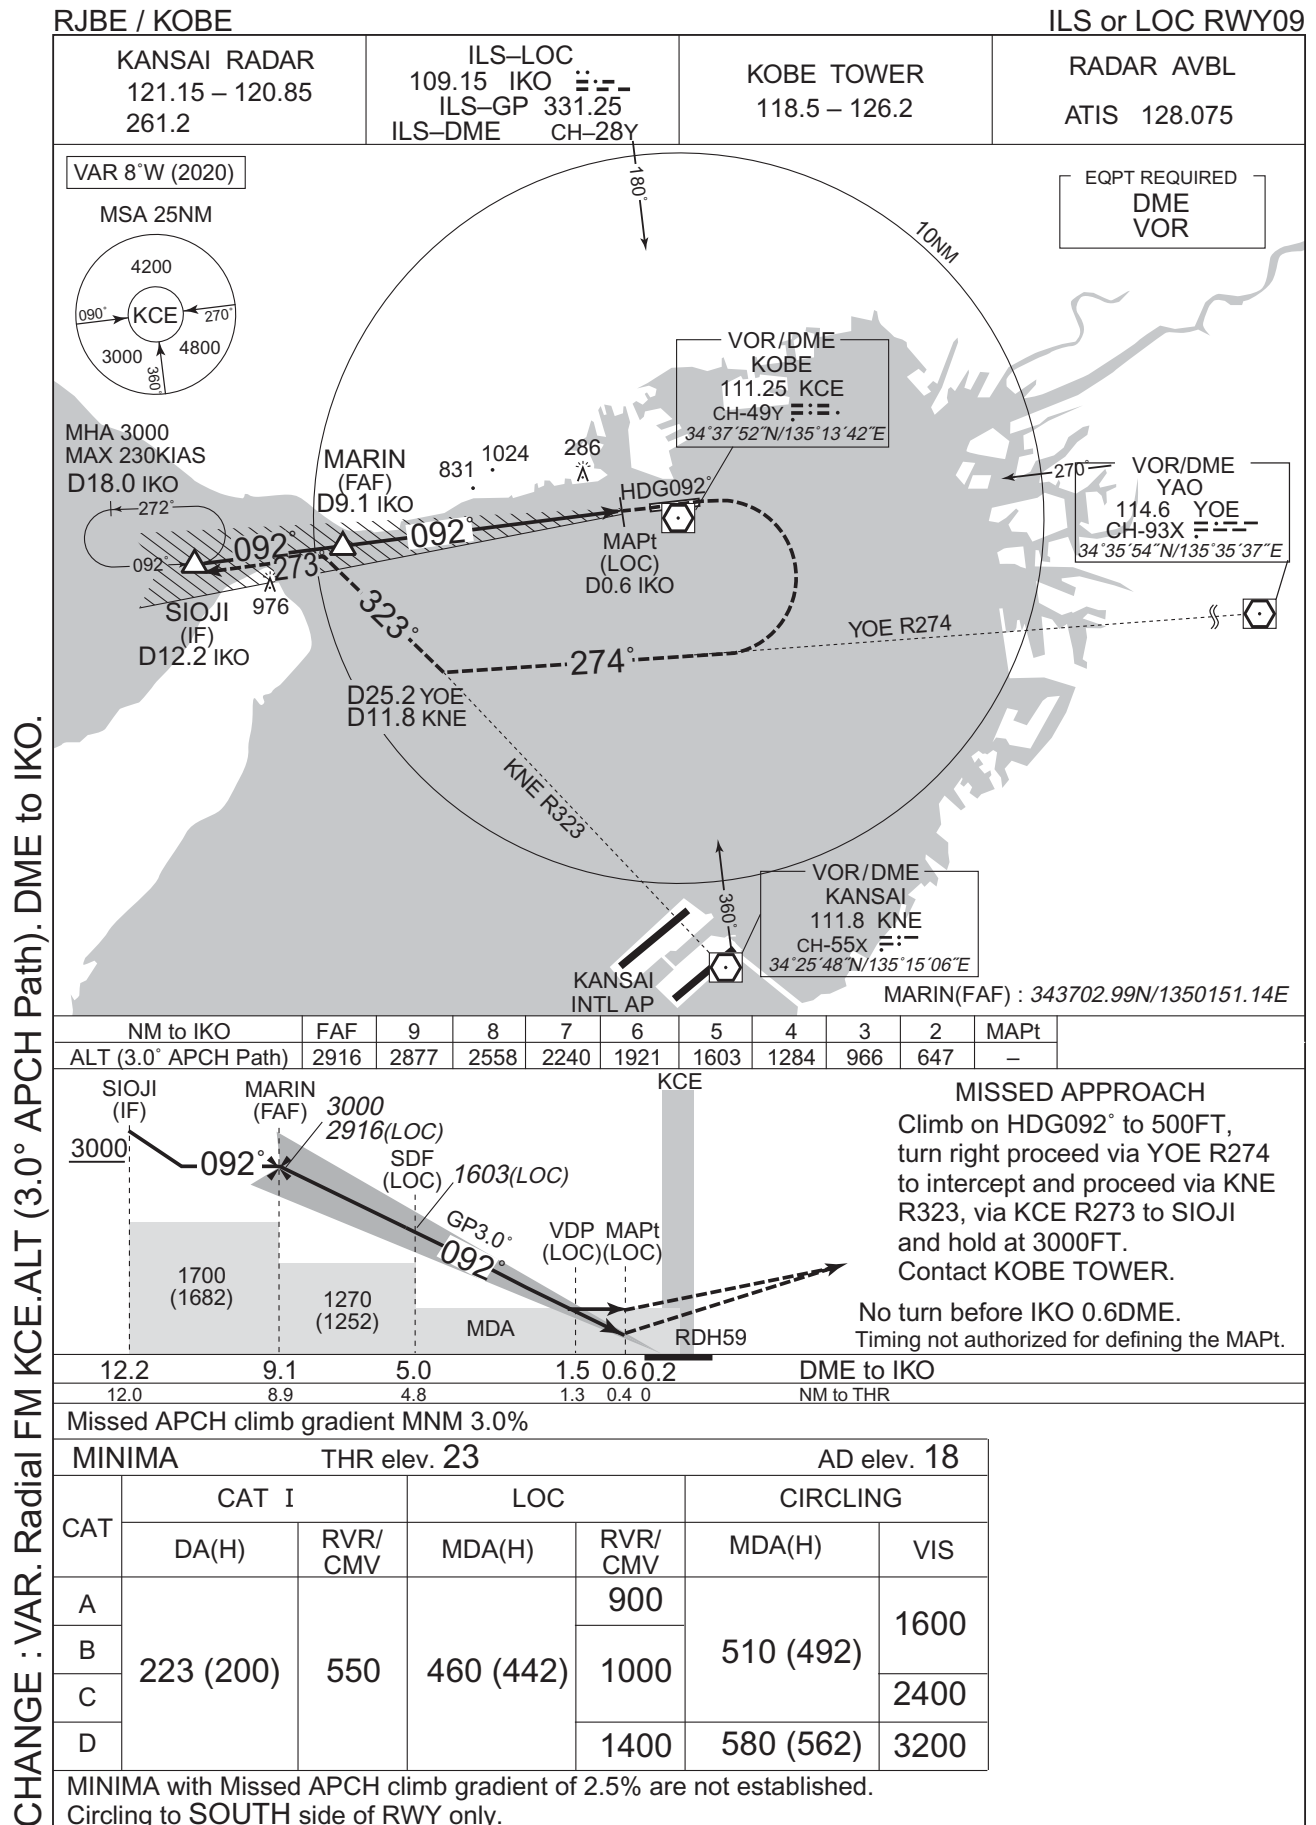 RJBE / KOBE
ILS or LOC RWY09
KANSAI RADAR
121.15 – 120.85
261.2
ILS–LOC
109.15 IKO
ILS–GP 331.25
ILS–DME CH–28Y
KOBE TOWER
118.5 – 126.2
RADAR AVBL
ATIS 128.075
VAR 8˚W (2020)
MSA 25NM
4200
090˚
KCE
270˚
3000
4800
360˚
180˚
10NM
EQPT REQUIRED
DME
VOR
VOR/DME
KOBE
111.25 KCE
CH-49Y
34˚37´52˝N/135˚13´42˝E
MHA 3000
MAX 230KIAS
D18.0 IKO
272˚
092˚
MARIN
(FAF)
D9.1 IKO
831
1024
286
HDG092˚
270˚
VOR/DME
YAO
114.6 YOE
CH-93X
34˚35´54˝N/135˚35´37˝E
092˚
092˚
273˚
MAPt
(LOC)
D0.6 IKO
SIOJI
(IF)
D12.2 IKO
976
323˚
YOE R274
274˚
D25.2 YOE
D11.8 KNE
KNE R323
VOR/DME
KANSAI
111.8 KNE
CH-55X
34˚25´48˝N/135˚15´06˝E
360˚
KANSAI
INTL AP
MARIN(FAF) : 343702.99N/1350151.14E
NM to IKO FAF 9 8 7 6 5 4 3 2 MAPt
ALT (3.0˚ APCH Path) 2916 2877 2558 2240 1921 1603 1284 966 647 –
SIOJI
(IF)
MARIN
(FAF)
3000
2916(LOC)
KCE
3000
092˚
SDF
(LOC)
1603(LOC)
GP3.0˚
092˚
VDP MAPt
(LOC)(LOC)
1700
(1682)
1270
(1252)
MDA
RDH59
MISSED APPROACH
Climb on HDG092˚ to 500FT,
turn right proceed via YOE R274
to intercept and proceed via KNE
R323, via KCE R273 to SIOJI
and hold at 3000FT.
Contact KOBE TOWER.
No turn before IKO 0.6DME.
Timing not authorized for defining the MAPt.
12.2 9.1 5.0 1.5 0.6 0.2 DME to IKO
12.0 8.9 4.8 1.3 0.4 0 NM to THR
Missed APCH climb gradient MNM 3.0%
MINIMA THR elev. 23 AD elev. 18
CAT CAT I LOC CIRCLING
DA(H) RVR/CMV MDA(H) RVR/CMV MDA(H) VIS
A 900
B 1600
223 (200) 550 460 (442) 1000 510 (492)
C 2400
D 1400 580 (562) 3200
MINIMA with Missed APCH climb gradient of 2.5% are not established.
Circling to SOUTH side of RWY only.
CHANGE : VAR. Radial FM KCE.ALT (3.0° APCH Path). DME to IKO.